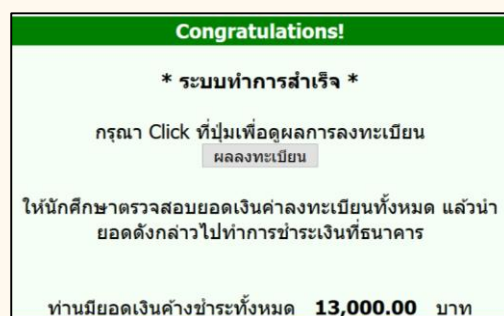 Congratulations!
* ระบบทำการสำเร็จ *
กรุณา Click ที่ปุ่มเพื่อดูผลการลงทะเบียน
ผลลงทะเบียน
ให้นักศึกษาตรวจสอบยอดเงินค่าลงทะเบียนทั้งหมด แล้วนำ
ยอดดังกล่าวไปทำการชำระเงินที่ธนาคาร
ท่านมียอดเงินค้างชำระทั้งหมด 13,000.00 บาท